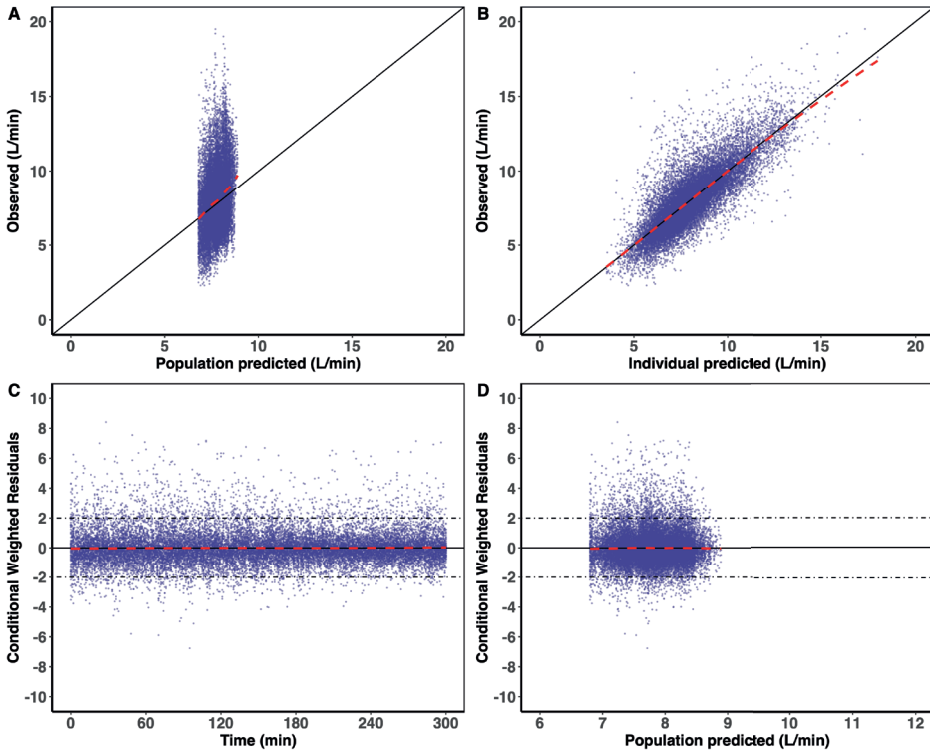 A
Observed (L/min)
20
15
10
5
0
0 5 10 15 20
Population predicted (L/min)
B
Observed (L/min)
20
15
10
5
0
0 5 10 15 20
Individual predicted (L/min)
C
Conditional Weighted Residuals
10
8
6
4
2
0
-2
-4
-6
-8
-10
0 60 120 180 240 300
Time (min)
D
Conditional Weighted Residuals
10
8
6
4
2
0
-2
-4
-6
-8
-10
6 7 8 9 10 11 12
Population predicted (L/min)